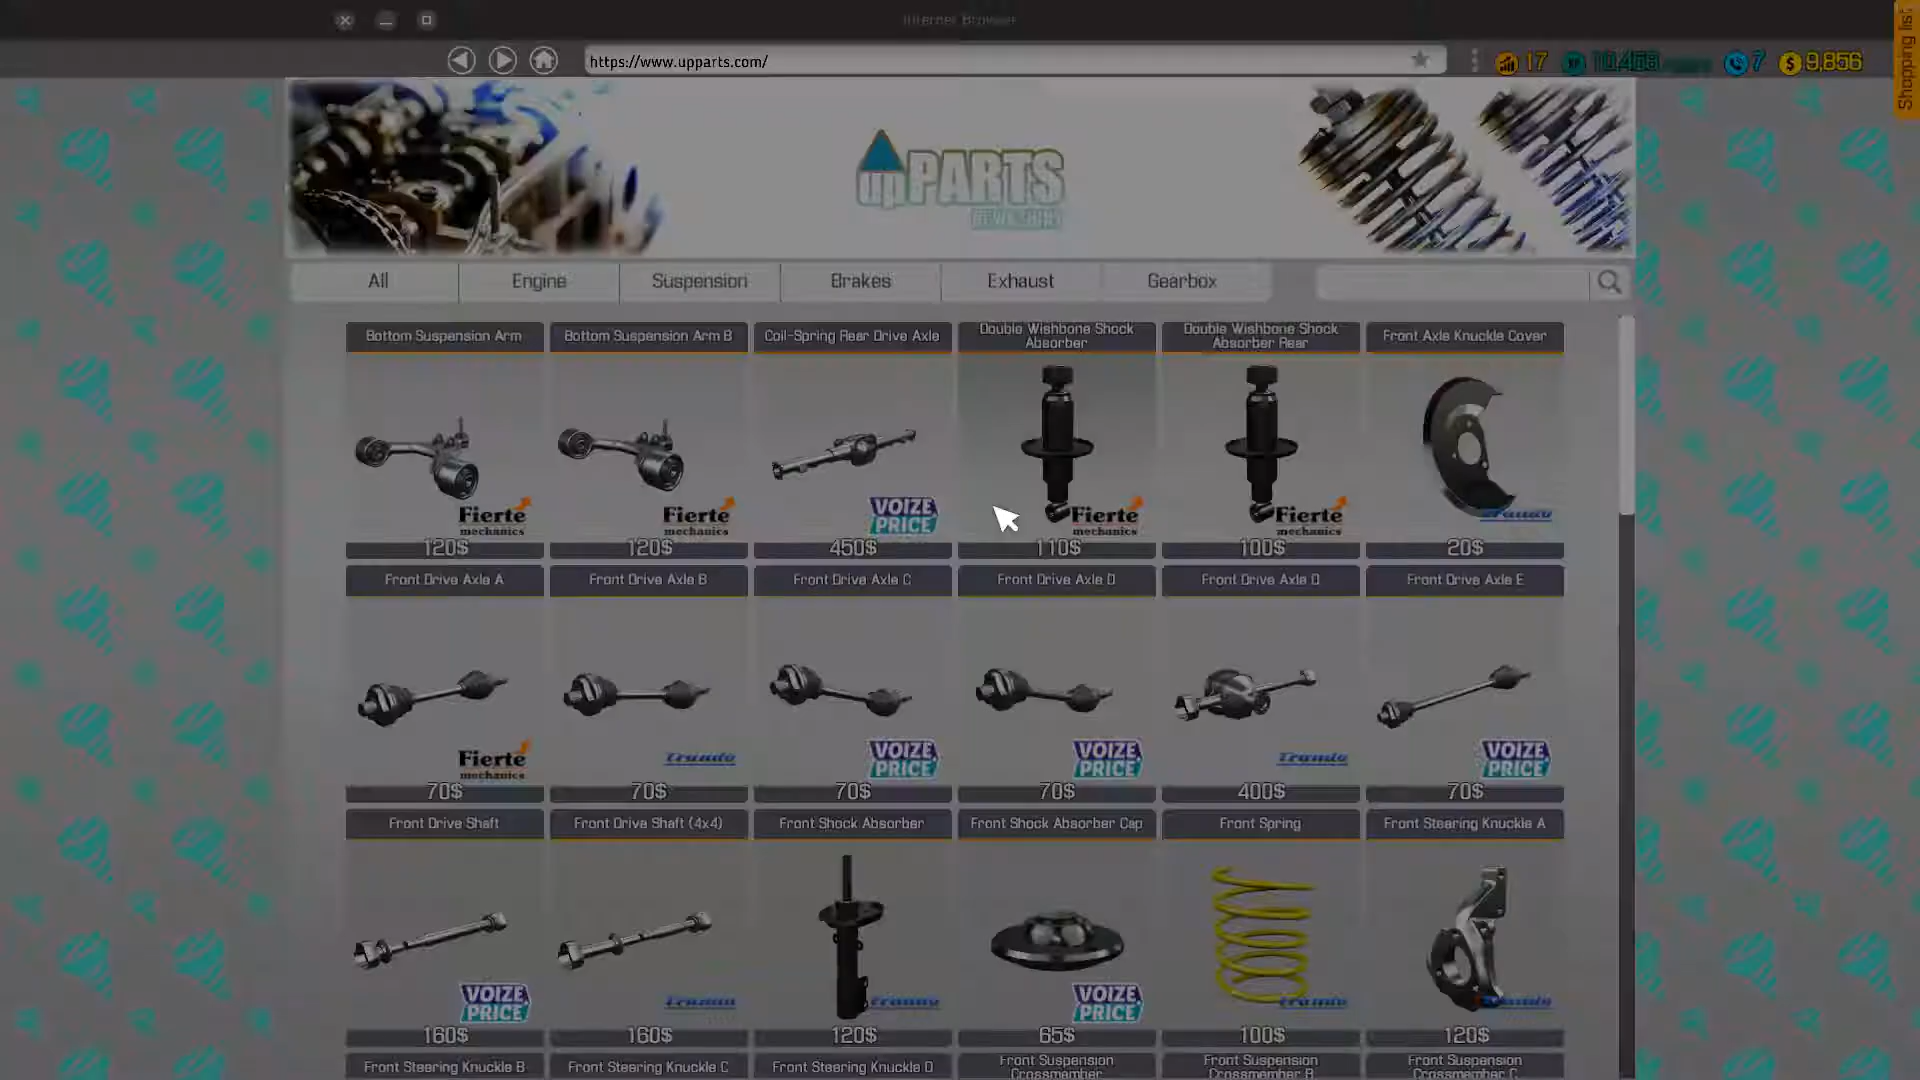 Internet Browser
https://www.upparts.com/
17
7
9,856
Shopping list
upPARTS
All
Engine
Suspension
Brakes
Exhaust
Gearbox
Bottom Suspension Arm
Bottom Suspension Arm B
Coil-Spring Rear Drive Axle
Double Wishbone Shock
Absorber
Double Wishbone Shock
Absorber Rear
Front Axle Knuckle Cover
Fierte
mechanics
Fierte
mechanics
VOIZE
PRICE
Fierte
mechanics
Fierte
mechanics
120$
120$
450$
110$
100$
20$
Front Drive Axle A
Front Drive Axle B
Front Drive Axle C
Front Drive Axle D
Front Drive Axle D
Front Drive Axle E
Fierte
mechanics
VOIZE
PRICE
VOIZE
PRICE
VOIZE
PRICE
70$
70$
70$
70$
400$
70$
Front Drive Shaft
Front Drive Shaft (4x4)
Front Shock Absorber
Front Shock Absorber Cap
Front Spring
Front Steering Knuckle A
VOIZE
PRICE
VOIZE
PRICE
160$
160$
120$
65$
100$
120$
Front Steering Knuckle B
Front Steering Knuckle C
Front Steering Knuckle D
Front Suspension
Crossmember
Front Suspension
Crossmember B
Front Suspension
Crossmember C